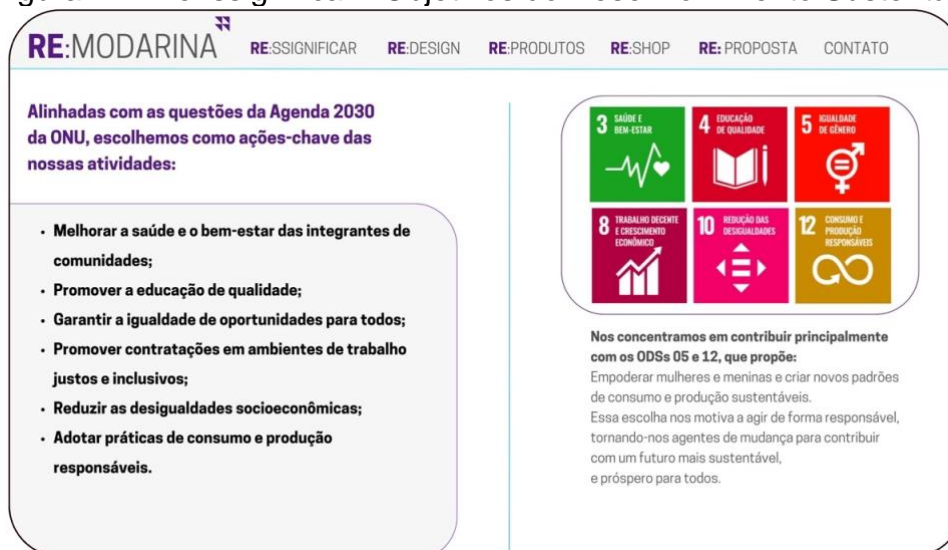 RE:MODARINA
RE:SSIGNIFICAR RE:DESIGN RE:PRODUTOS RE:SHOP RE: PROPOSTA CONTATO
Alinhadas com as questões da Agenda 2030
da ONU, escolhemos como ações-chave das
nossas atividades:
• Melhorar a saúde e o bem-estar das integrantes de
comunidades;
• Promover a educação de qualidade;
• Garantir a igualdade de oportunidades para todos;
• Promover contratações em ambientes de trabalho
justos e inclusivos;
• Reduzir as desigualdades socioeconômicas;
• Adotar práticas de consumo e produção
responsáveis.
3 SAÚDE E
BEM-ESTAR
4 EDUCAÇÃO
DE QUALIDADE
5 IGUALDADE
DE GÊNERO
8 TRABALHO DECENTE
E CRESCIMENTO
ECONÔMICO
10 REDUÇÃO DAS
DESIGUALDADES
12 CONSUMO E
PRODUÇÃO
RESPONSÁVEIS
Nos concentramos em contribuir principalmente
com os ODSs 05 e 12, que propõe:
Empoderar mulheres e meninas e criar novos padrões
de consumo e produção sustentáveis.
Essa escolha nos motiva a agir de forma responsável,
tornando-nos agentes de mudança para contribuir
com um futuro mais sustentável,
e próspero para todos.